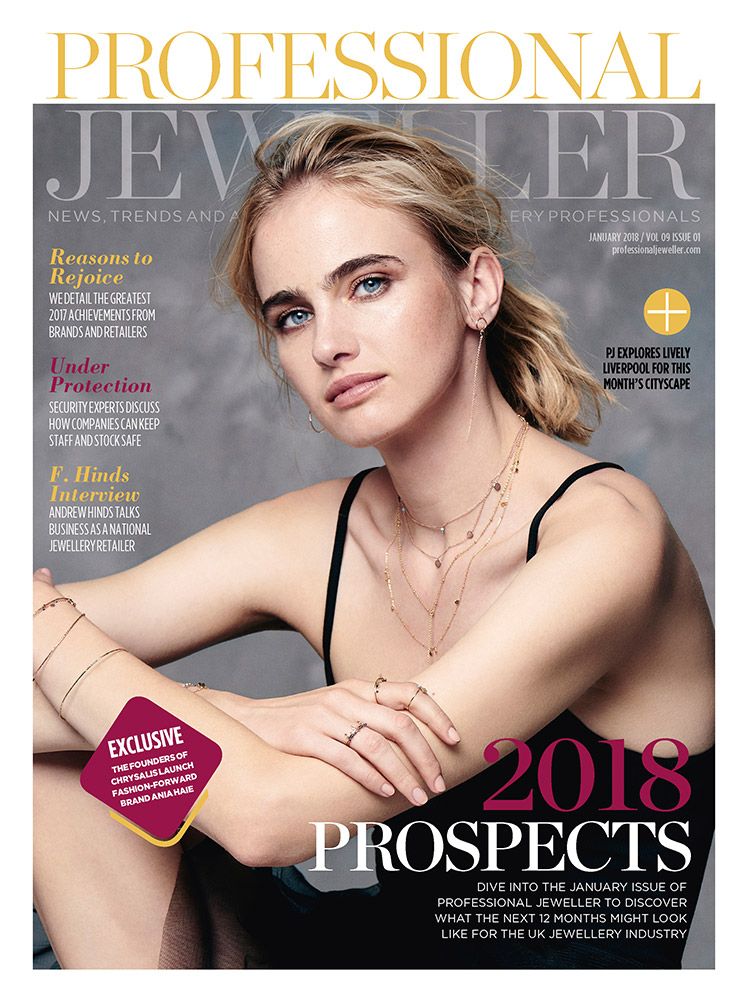 PROFESSIONAL
JEWELLER
NEWS, TRENDS AND A
ERY PROFESSIONALS
JANUARY 2018 / VOL 09 ISSUE 01
professionaljeweller.com
Reasons to
Rejoice
WE DETAIL THE GREATEST
2017 ACHIEVEMENTS FROM
BRANDS AND RETAILERS
Under
Protection
SECURITY EXPERTS DISCUSS
HOW COMPANIES CAN KEEP
STAFF AND STOCK SAFE
F. Hinds
Interview
ANDREW HINDS TALKS
BUSINESS AS A NATIONAL
JEWELLERY RETAILER
PJ EXPLORES LIVELY
LIVERPOOL FOR THIS
MONTH'S CITYSCAPE
EXCLUSIVE
THE FOUNDERS OF
CHRYSALIS LAUNCH
FASHION-FORWARD
BRAND ANIA HAIE
2018
PROSPECTS
DIVE INTO THE JANUARY ISSUE OF
PROFESSIONAL JEWELLER TO DISCOVER
WHAT THE NEXT 12 MONTHS MIGHT LOOK
LIKE FOR THE UK JEWELLERY INDUSTRY